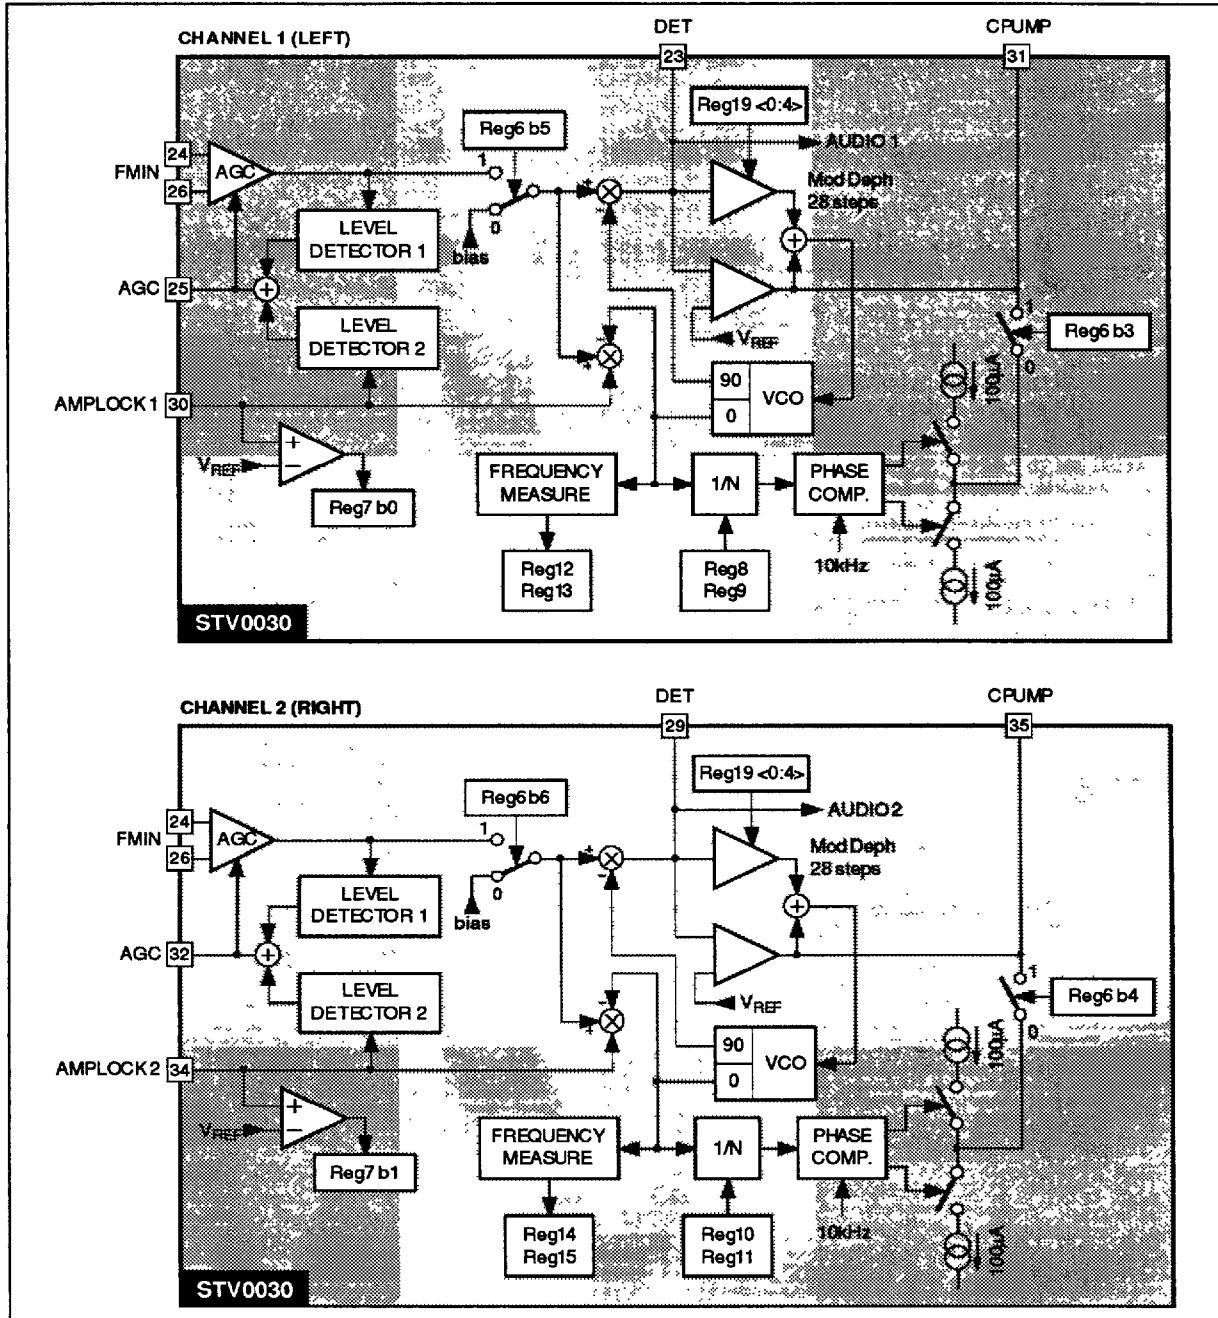 DET
CPUMP
CHANNEL 1 (LEFT)
23
31
Reg19 <0:4>
Reg6 b5
AUDIO 1
24
FMIN
AGC
26
1
Mod Deph
28 steps
LEVEL
DETECTOR 1
0
bias
AGC
25
LEVEL
DETECTOR 2
VREF
1
Reg6 b3
0
100µA
90
0
VCO
AMPLOCK 1
30
VREF
Reg7 b0
FREQUENCY
MEASURE
1/N
PHASE
COMP.
Reg12
Reg13
Reg8
Reg9
10kHz
100µA
STV0030
DET
CPUMP
CHANNEL 2 (RIGHT)
29
35
Reg19 <0:4>
Reg6 b6
AUDIO 2
24
FMIN
AGC
26
1
Mod Deph
28 steps
LEVEL
DETECTOR 1
0
bias
AGC
32
LEVEL
DETECTOR 2
VREF
1
Reg6 b4
0
100µA
90
0
VCO
AMPLOCK 2
34
VREF
Reg7 b1
FREQUENCY
MEASURE
1/N
PHASE
COMP.
Reg14
Reg15
Reg10
Reg11
10kHz
100µA
STV0030